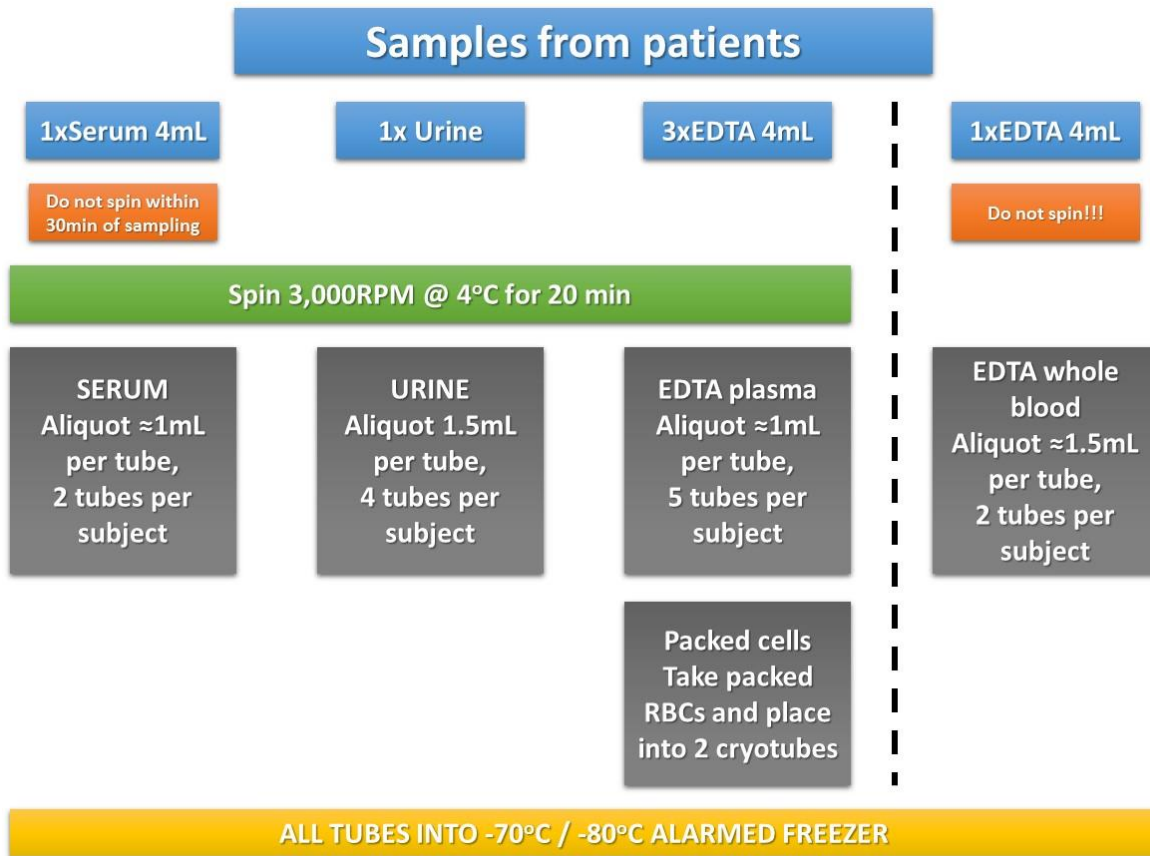 Samples from patients
1xSerum 4mL
1x Urine
3xEDTA 4mL
1xEDTA 4mL
Do not spin within
30min of sampling
Do not spin!!!
Spin 3,000RPM @ 4°C for 20 min
SERUM
Aliquot ≈1mL
per tube,
2 tubes per
subject
URINE
Aliquot 1.5mL
per tube,
4 tubes per
subject
EDTA plasma
Aliquot ≈1mL
per tube,
5 tubes per
subject
EDTA whole
blood
Aliquot ≈1.5mL
per tube,
2 tubes per
subject
Packed cells
Take packed
RBCs and place
into 2 cryotubes
ALL TUBES INTO -70°C / -80°C ALARMED FREEZER